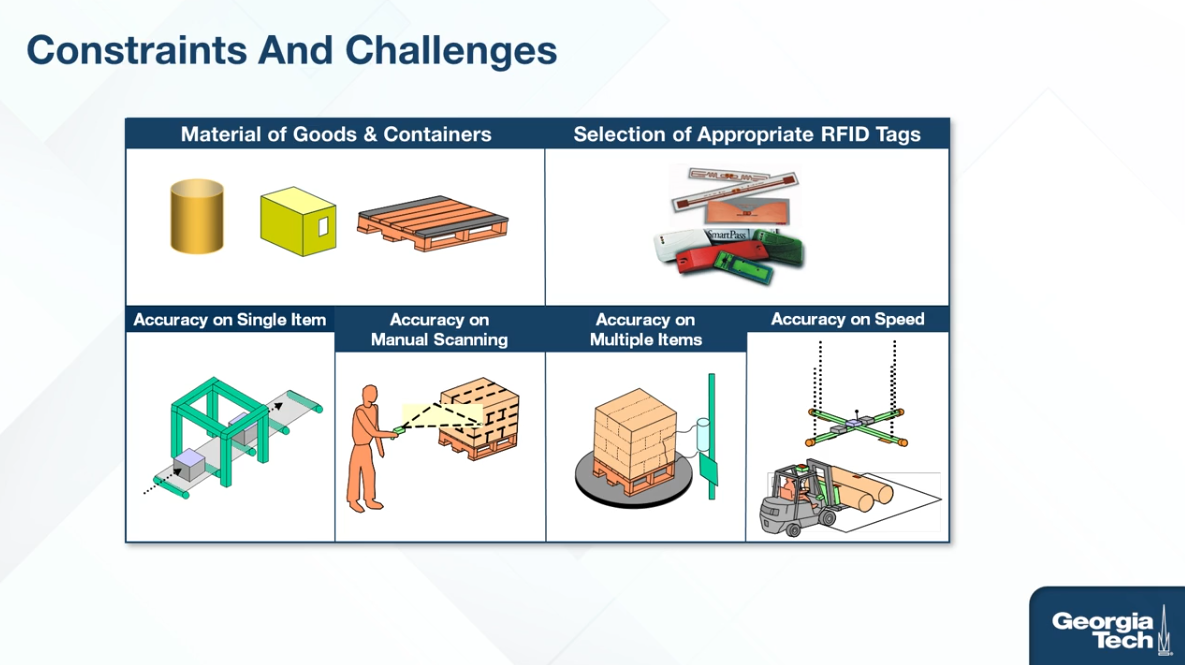 Constraints And Challenges
Material of Goods & Containers
Selection of Appropriate RFID Tags
SmartPass
Accuracy on Single Item
Accuracy on
Manual Scanning
Accuracy on
Multiple Items
Accuracy on Speed
Georgia
Tech